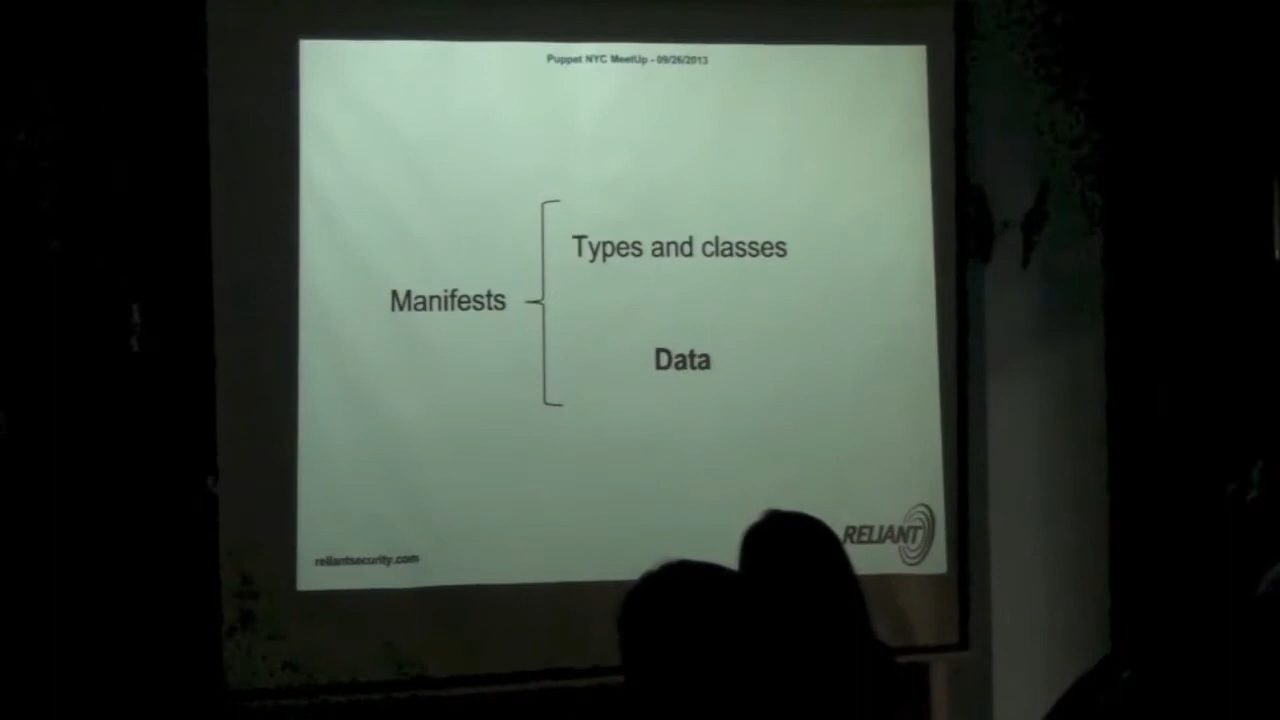 Puppet NYC MeetUp - 09/26/2013
Types and classes
Manifests
Data
RELIANT
reliantsecurity.com